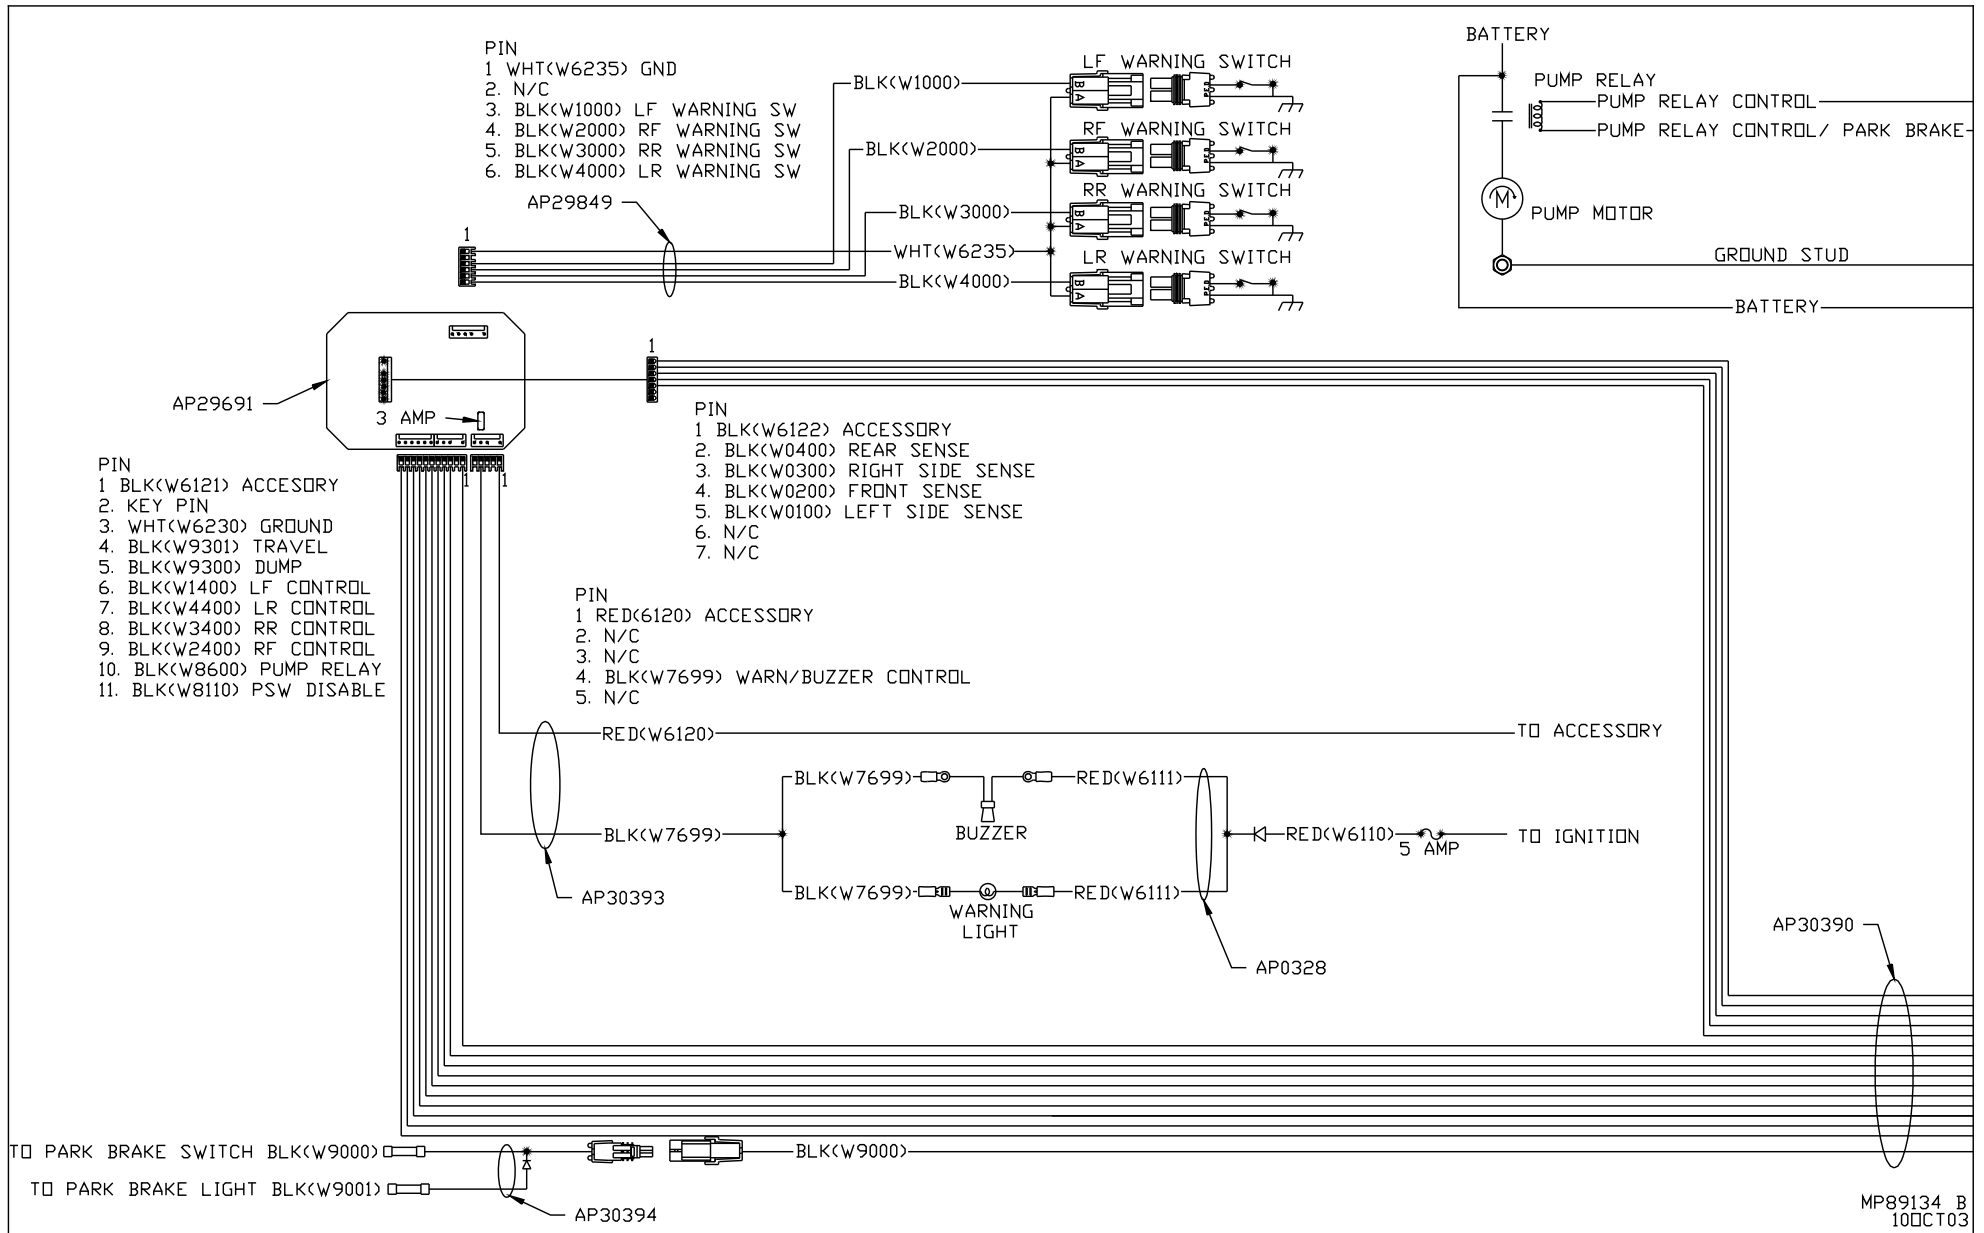 PIN
1 WHT(W6235) GND
2. N/C
3. BLK(W1000) LF WARNING SW
4. BLK(W2000) RF WARNING SW
5. BLK(W3000) RR WARNING SW
6. BLK(W4000) LR WARNING SW
AP29849
1
BLK(W1000)
BLK(W2000)
BLK(W3000)
WHT(W6235)
BLK(W4000)
LF WARNING SWITCH
B
A
RF WARNING SWITCH
B
A
RR WARNING SWITCH
B
A
LR WARNING SWITCH
B
A
BATTERY
PUMP RELAY
PUMP RELAY CONTROL
PUMP RELAY CONTROL/ PARK BRAKE
M
PUMP MOTOR
GROUND STUD
BATTERY
AP29691
3 AMP
1
1
1
PIN
1 BLK(W6122) ACCESSORY
2. BLK(W0400) REAR SENSE
3. BLK(W0300) RIGHT SIDE SENSE
4. BLK(W0200) FRONT SENSE
5. BLK(W0100) LEFT SIDE SENSE
6. N/C
7. N/C
PIN
1 BLK(W6121) ACCESORY
2. KEY PIN
3. WHT(W6230) GROUND
4. BLK(W9301) TRAVEL
5. BLK(W9300) DUMP
6. BLK(W1400) LF CONTROL
7. BLK(W4400) LR CONTROL
8. BLK(W3400) RR CONTROL
9. BLK(W2400) RF CONTROL
10. BLK(W8600) PUMP RELAY
11. BLK(W8110) PSW DISABLE
PIN
1 RED(6120) ACCESSORY
2. N/C
3. N/C
4. BLK(W7699) WARN/BUZZER CONTROL
5. N/C
RED(W6120)
TO ACCESSORY
BLK(W7699)
RED(W6111)
BUZZER
BLK(W7699)
RED(W6110)
5 AMP
TO IGNITION
BLK(W7699)
RED(W6111)
WARNING
LIGHT
AP30393
AP0328
AP30390
TO PARK BRAKE SWITCH BLK(W9000)
BLK(W9000)
TO PARK BRAKE LIGHT BLK(W9001)
AP30394
MP89134 B
10OCT03